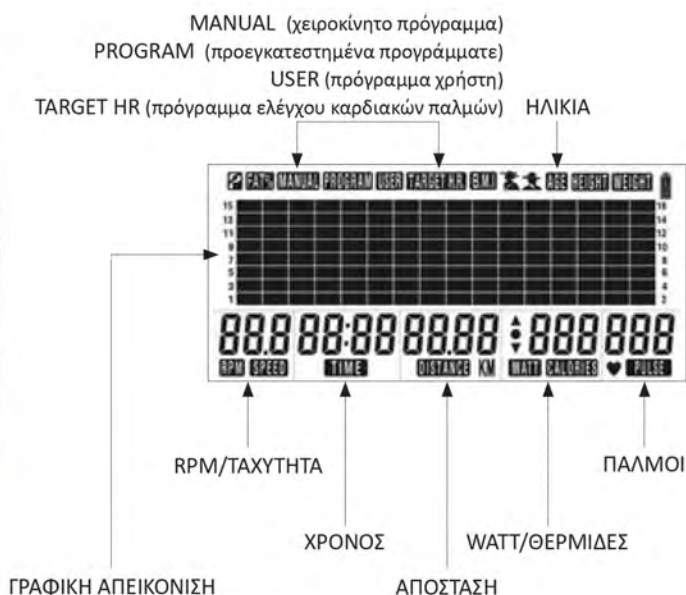 MANUAL (χειροκίνητο πρόγραμμα)
PROGRAM (προεγκατεστημένα προγράμματε)
USER (πρόγραμμα χρήστη)
TARGET HR (πρόγραμμα ελέγχου καρδιακών παλμών)
ΗΛΙΚΙΑ
FAT% MANUAL PROGRAM USER TARGET HR. B.M.I AGE HEIGHT WEIGHT
15 16
13 14
11 12
9 10
7 8
5 6
3 4
1 2
88.8 88:88 88.88 888 888
RPM SPEED TIME DISTANCE KM WATT CALORIES PULSE
RPM/ΤΑΧΥΤΗΤΑ
ΠΑΛΜΟΙ
ΧΡΟΝΟΣ
WATT/ΘΕΡΜΙΔΕΣ
ΓΡΑΦΙΚΗ ΑΠΕΙΚΟΝΙΣΗ
ΑΠΟΣΤΑΣΗ